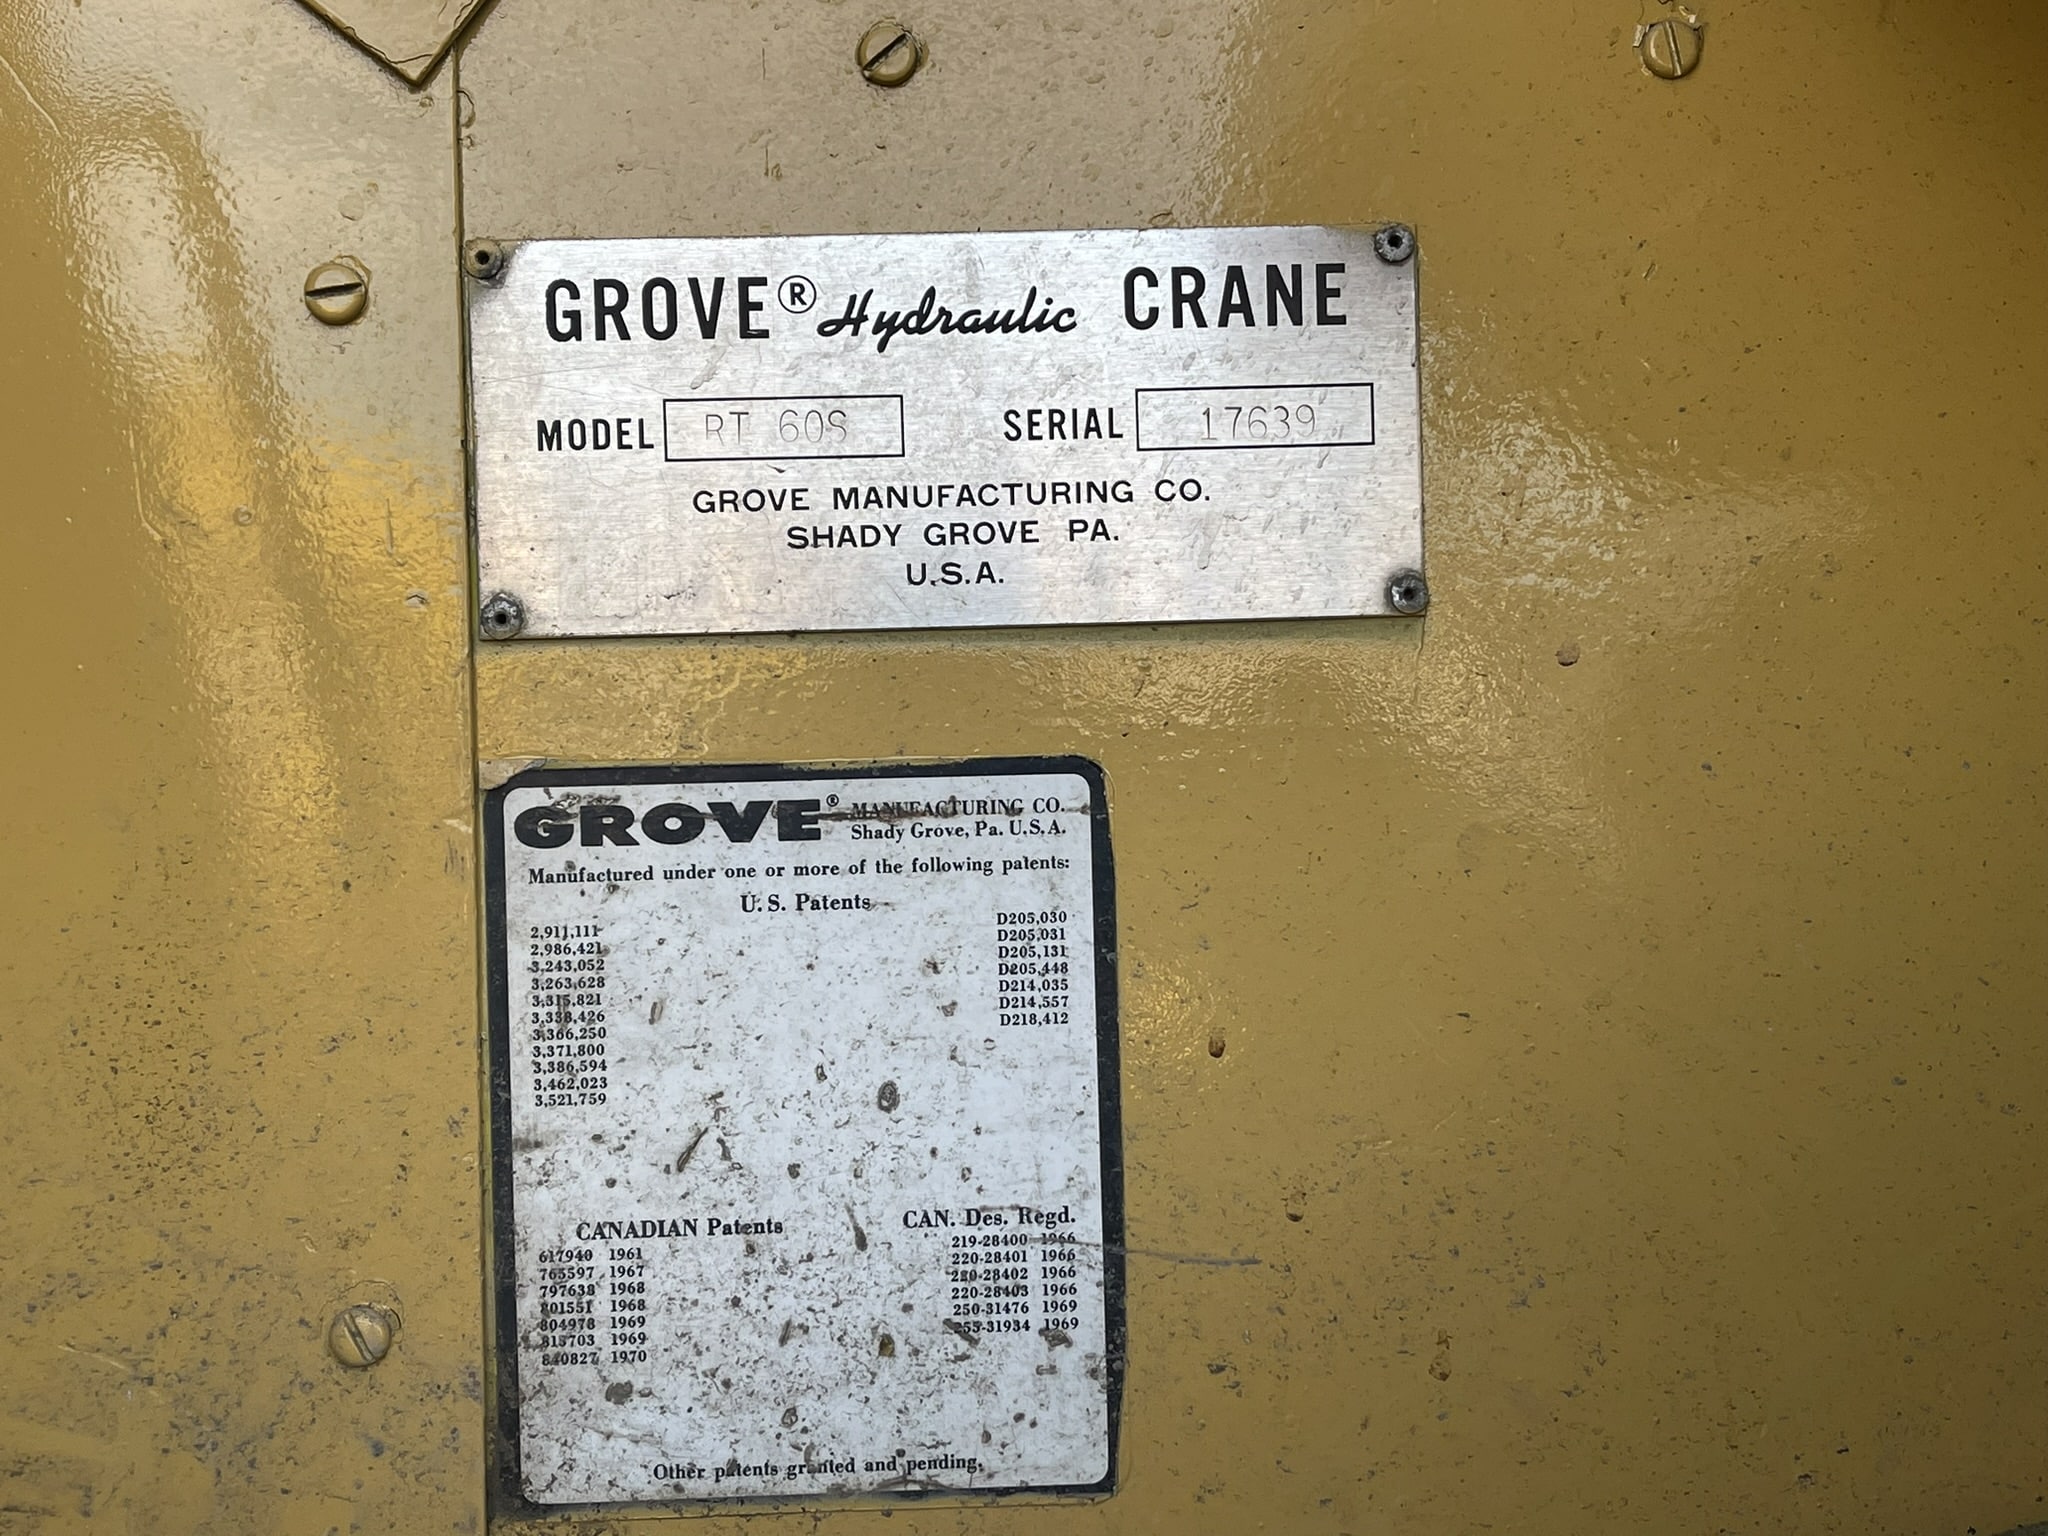 GROVE® Hydraulic CRANE
MODEL RT 60S SERIAL 17639
GROVE MANUFACTURING CO.
SHADY GROVE PA.
U.S.A.
GROVE® MANUFACTURING CO.
Shady Grove, Pa. U.S.A.
Manufactured under one or more of the following patents:
U.S. Patents
2,911,111
2,986,421
3,243,052
3,263,628
3,315,821
3,338,426
3,366,250
3,371,800
3,386,594
3,462,023
3,521,759
D205,030
D205,031
D205,131
D205,448
D214,035
D214,557
D218,412
CANADIAN Patents
617940 1961
765597 1967
797638 1968
801551 1968
804978 1969
815703 1969
840827 1970
CAN. Des. Regd.
219-28400 1966
220-28401 1966
220-28402 1966
220-28403 1966
250-31476 1969
255-31934 1969
Other patents granted and pending.